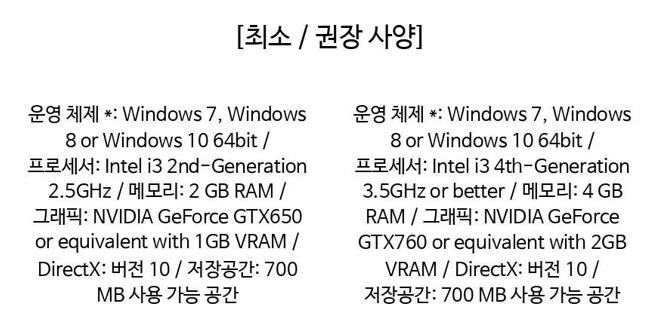 [최소 / 권장 사양]
운영 체제 *: Windows 7, Windows
8 or Windows 10 64bit /
프로세서: Intel i3 2nd-Generation
2.5GHz / 메모리: 2 GB RAM /
그래픽: NVIDIA GeForce GTX650
or equivalent with 1GB VRAM /
DirectX: 버전 10 / 저장공간: 700
MB 사용 가능 공간
운영 체제 *: Windows 7, Windows
8 or Windows 10 64bit /
프로세서: Intel i3 4th-Generation
3.5GHz or better / 메모리: 4 GB
RAM / 그래픽: NVIDIA GeForce
GTX760 or equivalent with 2GB
VRAM / DirectX: 버전 10 /
저장공간: 700 MB 사용 가능 공간